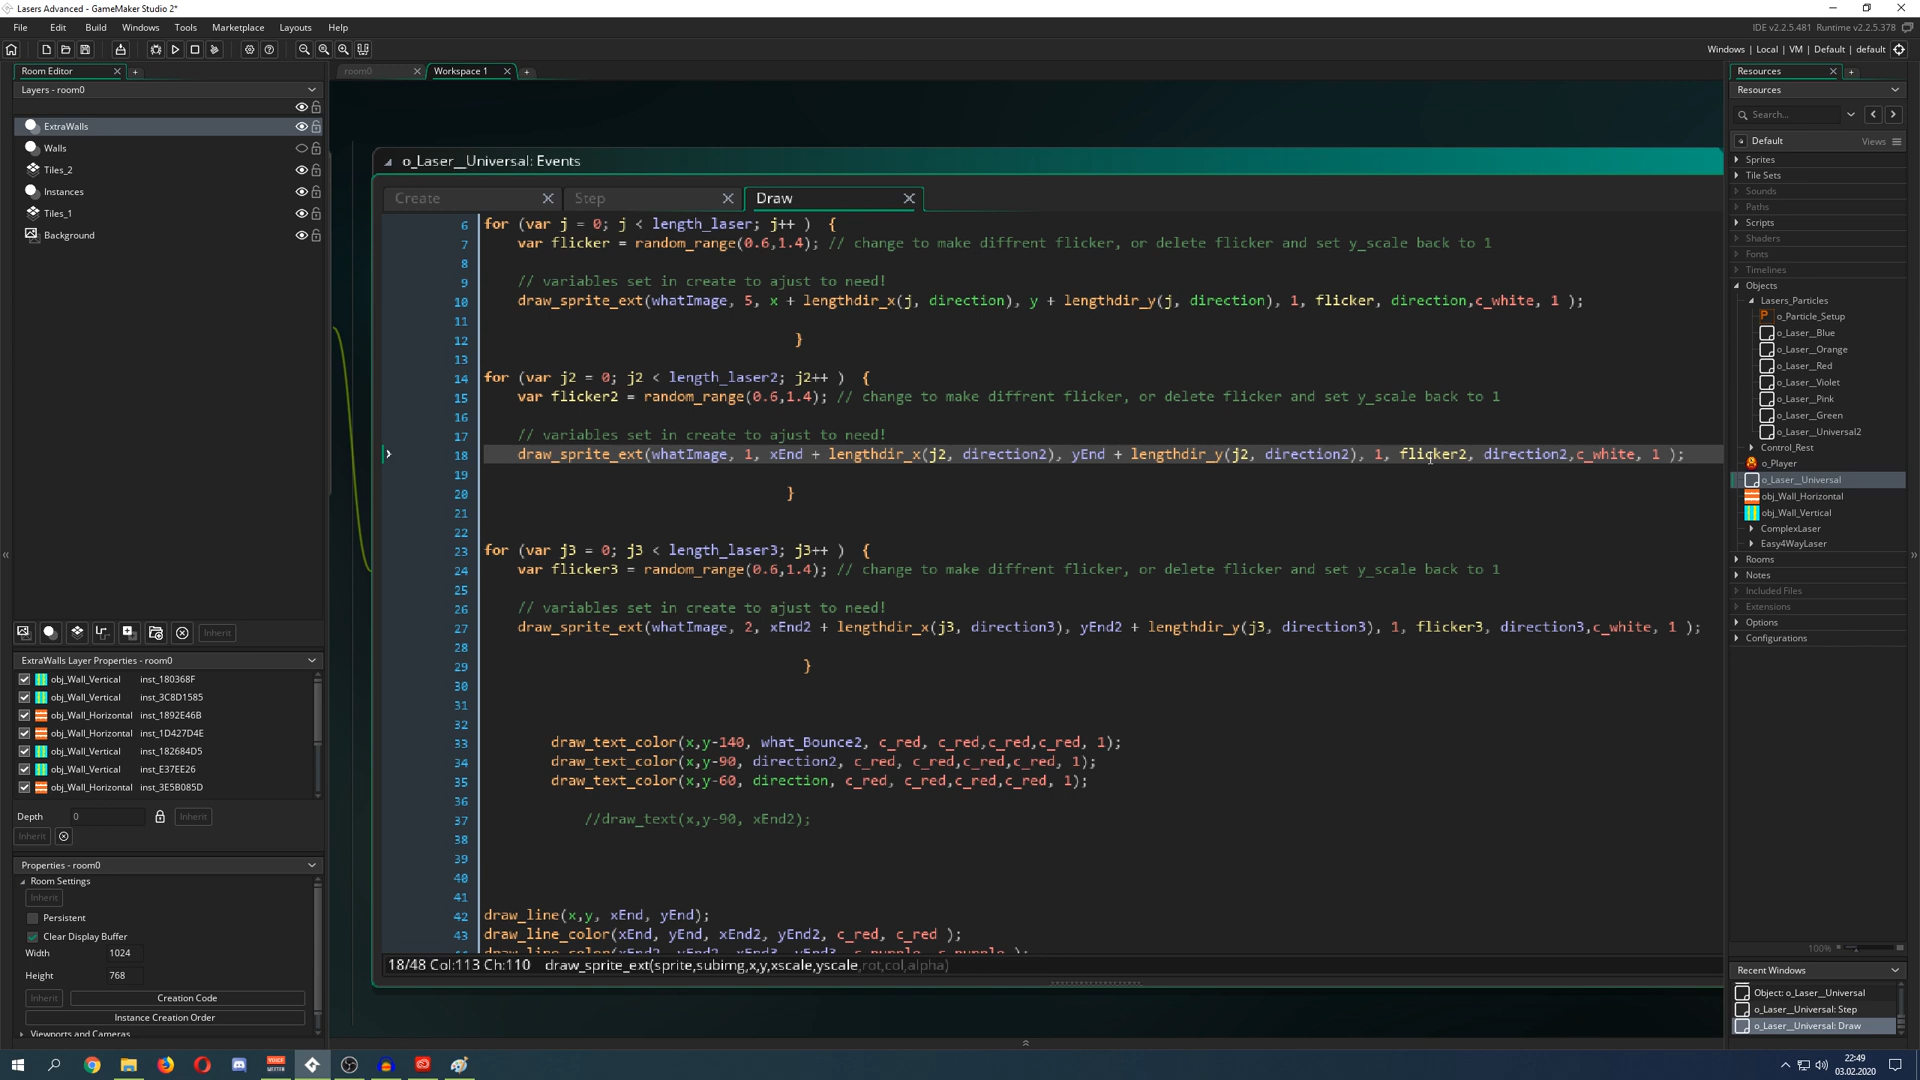 Lasers Advanced - GameMaker Studio 2*
File Edit Build Windows Tools Marketplace Layouts Help
IDE v2.2.5.481 Runtime v2.2.5.378
Windows | Local | VM | Default | default
Room Editor
room0
Workspace 1
Resources
Layers - room0
Resources
Search...
ExtraWalls
Walls
Tiles_2
Instances
Tiles_1
Background
Default
Views
Sprites
Tile Sets
Sounds
Paths
Scripts
Shaders
Fonts
Timelines
Objects
Lasers_Particles
o_Particle_Setup
o_Laser__Blue
o_Laser__Orange
o_Laser__Red
o_Laser__Violet
o_Laser__Pink
o_Laser__Green
o_Laser__Universal2
Control_Rest
o_Player
o_Laser__Universal
obj_Wall_Horizontal
obj_Wall_Vertical
ComplexLaser
Easy4WayLaser
Rooms
Notes
Included Files
Extensions
Options
Configurations
o_Laser__Universal: Events
Create Step Draw
6 for (var j = 0; j < length_laser; j++ ) {
7 var flicker = random_range(0.6,1.4); // change to make diffrent flicker, or delete flicker and set y_scale back to 1
8
9 // variables set in create to ajust to need!
10 draw_sprite_ext(whatImage, 5, x + lengthdir_x(j, direction), y + lengthdir_y(j, direction), 1, flicker, direction,c_white, 1 );
11
12 }
13
14 for (var j2 = 0; j2 < length_laser2; j2++ ) {
15 var flicker2 = random_range(0.6,1.4); // change to make diffrent flicker, or delete flicker and set y_scale back to 1
16
17 // variables set in create to ajust to need!
18 draw_sprite_ext(whatImage, 1, xEnd + lengthdir_x(j2, direction2), yEnd + lengthdir_y(j2, direction2), 1, flicker2, direction2,c_white, 1 );
19
20 }
21
22
23 for (var j3 = 0; j3 < length_laser3; j3++ ) {
24 var flicker3 = random_range(0.6,1.4); // change to make diffrent flicker, or delete flicker and set y_scale back to 1
25
26 // variables set in create to ajust to need!
27 draw_sprite_ext(whatImage, 2, xEnd2 + lengthdir_x(j3, direction3), yEnd2 + lengthdir_y(j3, direction3), 1, flicker3, direction3,c_white, 1 );
28
29 }
30
31
32
33 draw_text_color(x,y-140, what_Bounce2, c_red, c_red,c_red,c_red, 1);
34 draw_text_color(x,y-90, direction2, c_red, c_red,c_red,c_red, 1);
35 draw_text_color(x,y-60, direction, c_red, c_red,c_red,c_red, 1);
36
37 //draw_text(x,y-90, xEnd2);
38
39
40
41
42 draw_line(x,y, xEnd, yEnd);
43 draw_line_color(xEnd, yEnd, xEnd2, yEnd2, c_red, c_red );
draw_line_color(xEnd2, yEnd2, xEnd3, yEnd3, c_purple, c_purple );
18/48 Col:113 Ch:110 draw_sprite_ext(sprite,subimg,x,y,xscale,yscale,rot,col,alpha)
Inherit
ExtraWalls Layer Properties - room0
obj_Wall_Vertical inst_180368F
obj_Wall_Vertical inst_3C8D1585
obj_Wall_Horizontal inst_1892E46B
obj_Wall_Horizontal inst_1D427D4E
obj_Wall_Vertical inst_182684D5
obj_Wall_Vertical inst_E37EE26
obj_Wall_Horizontal inst_3E5B085D
Depth 0 Inherit
Inherit
Properties - room0
Room Settings
Inherit
Persistent
Clear Display Buffer
Width 1024
Height 768
Inherit Creation Code
Instance Creation Order
Viewports and Cameras
100%
Recent Windows
Object: o_Laser__Universal
o_Laser__Universal: Step
o_Laser__Universal: Draw
22:49
03.02.2020